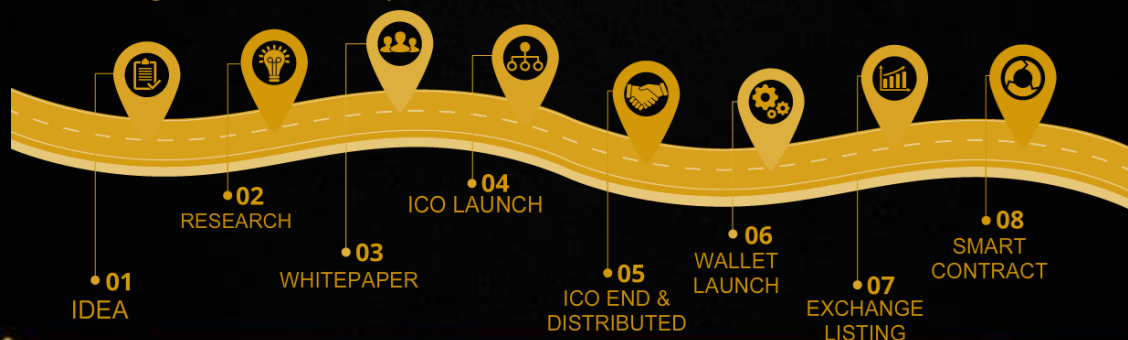 01
IDEA
02
RESEARCH
03
WHITEPAPER
04
ICO LAUNCH
05
ICO END &
DISTRIBUTED
06
WALLET
LAUNCH
07
EXCHANGE
LISTING
08
SMART
CONTRACT